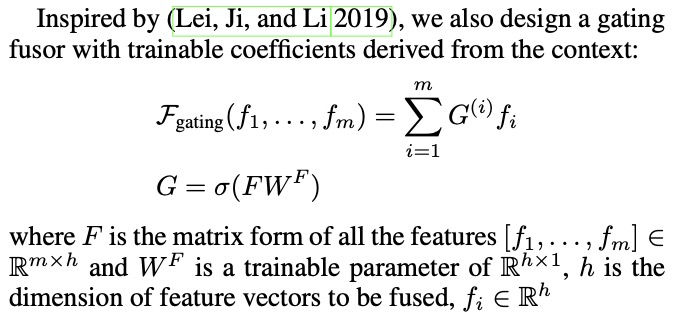 Inspired by (Lei, Ji, and Li 2019), we also design a gating
fusor with trainable coefficients derived from the context:
$\mathcal{F}_{\text{gating}}(f_1, \ldots, f_m) = \sum_{i=1}^{m} G^{(i)} f_i$
$G = \sigma(FW^F)$
where $F$ is the matrix form of all the features $[f_1, \ldots, f_m] \in$
$\mathbb{R}^{m \times h}$ and $W^F$ is a trainable parameter of $\mathbb{R}^{h \times 1}$, $h$ is the
dimension of feature vectors to be fused, $f_i \in \mathbb{R}^h$